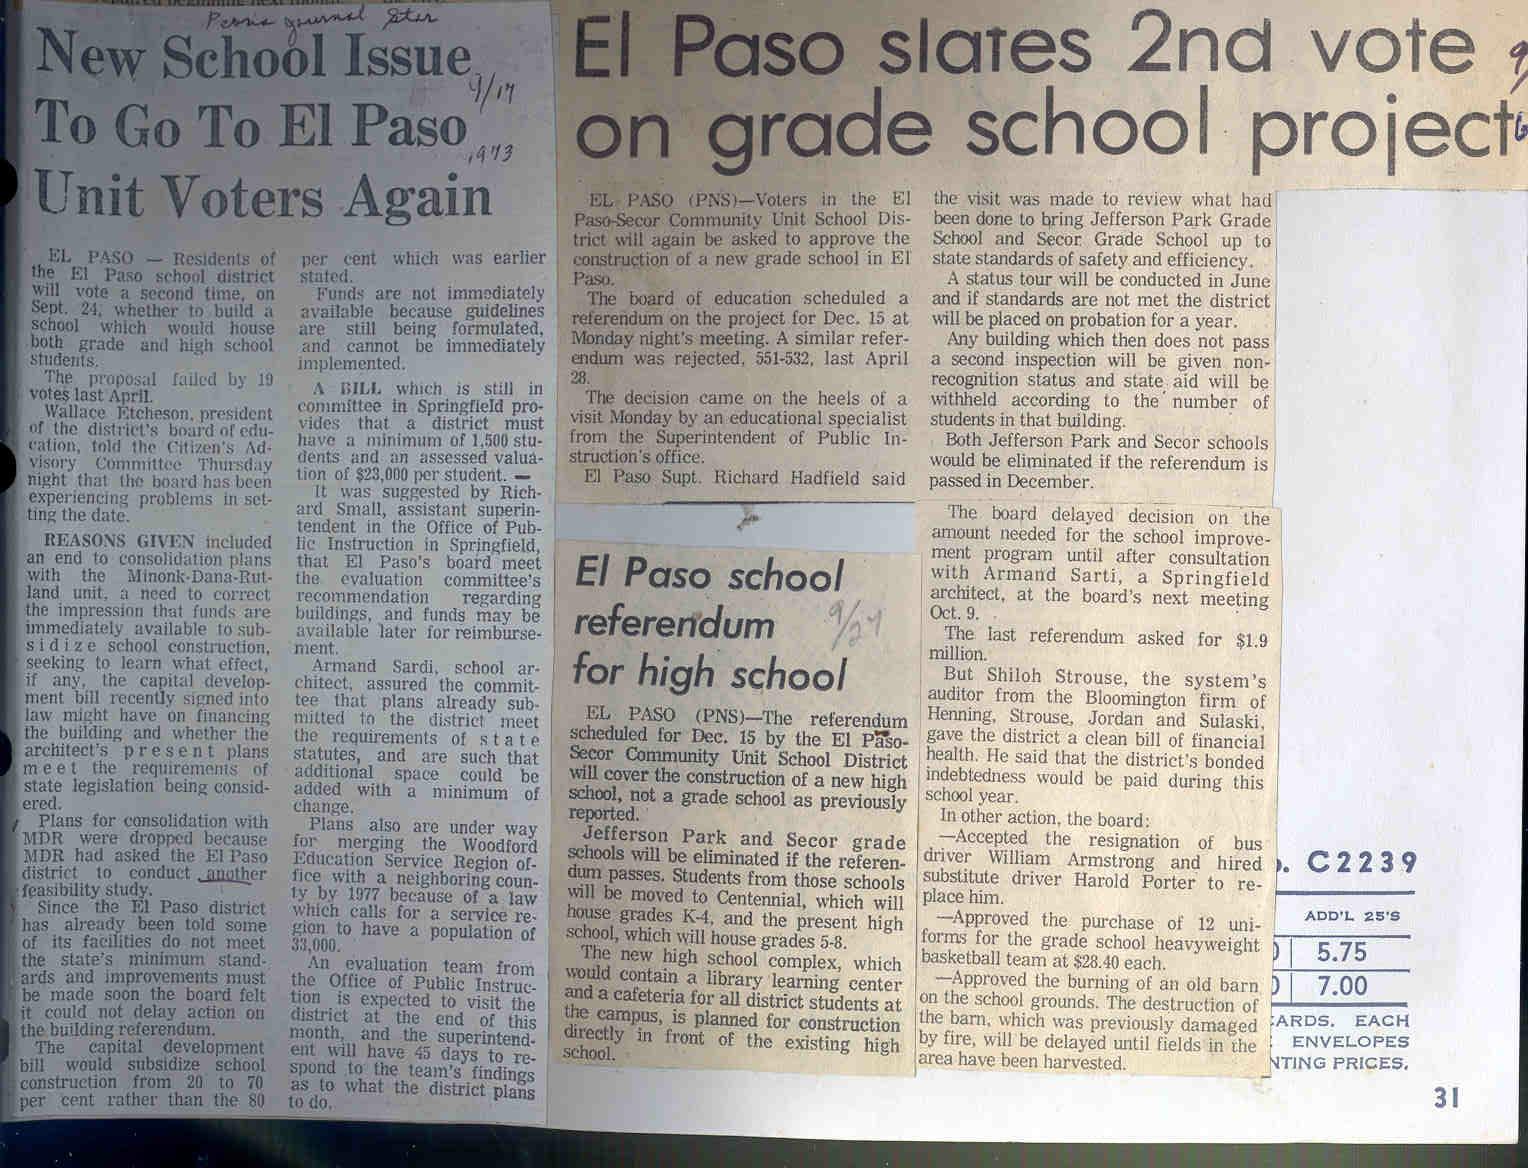 Peoria Journal Star
New School Issue
To Go To El Paso
Unit Voters Again
9/17
1973
EL PASO — Residents of
the El Paso school district
will vote a second time, on
Sept. 24, whether to build a
school which would house
both grade and high school
students.
The proposal failed by 19
votes last April.
Wallace Etcheson, president
of the district's board of edu-
cation, told the Citizen's Ad-
visory Committee Thursday
night that the board has been
experiencing problems in set-
ting the date.
REASONS GIVEN included
an end to consolidation plans
with the Minonk-Dana-Rut-
land unit, a need to correct
the impression that funds are
immediately available to sub-
sidize school construction,
seeking to learn what effect,
if any, the capital develop-
ment bill recently signed into
law might have on financing
the building and whether the
architect's present plans
meet the requirements of
state legislation being consid-
ered.
Plans for consolidation with
MDR were dropped because
MDR had asked the El Paso
district to conduct another
feasibility study.
Since the El Paso district
has already been told some
of its facilities do not meet
the state's minimum stand-
ards and improvements must
be made soon the board felt
it could not delay action on
the building referendum.
The capital development
bill would subsidize school
construction from 20 to 70
per cent rather than the 80
per cent which was earlier
stated.
Funds are not immediately
available because guidelines
are still being formulated,
and cannot be immediately
implemented.
A BILL which is still in
committee in Springfield pro-
vides that a district must
have a minimum of 1,500 stu-
dents and an assessed valua-
tion of $23,000 per student. —
It was suggested by Rich-
ard Small, assistant superin-
tendent in the Office of Pub-
lic Instruction in Springfield,
that El Paso's board meet
the evaluation committee's
recommendation regarding
buildings, and funds may be
available later for reimburse-
ment.
Armand Sardi, school ar-
chitect, assured the commit-
tee that plans already sub-
mitted to the district meet
the requirements of state
statutes, and are such that
additional space could be
added with a minimum of
change.
Plans also are under way
for merging the Woodford
Education Service Region of-
fice with a neighboring coun-
ty by 1977 because of a law
which calls for a service re-
gion to have a population of
33,000.
An evaluation team from
the Office of Public Instruc-
tion is expected to visit the
district at the end of this
month, and the superintend-
ent will have 45 days to re-
spond to the team's findings
as to what the district plans
to do.
El Paso slates 2nd vote
on grade school project
9/
EL PASO (PNS)—Voters in the El
Paso-Secor Community Unit School Dis-
trict will again be asked to approve the
construction of a new grade school in El
Paso.
The board of education scheduled a
referendum on the project for Dec. 15 at
Monday night's meeting. A similar refer-
endum was rejected, 551-532, last April
28.
The decision came on the heels of a
visit Monday by an educational specialist
from the Superintendent of Public In-
struction's office.
El Paso Supt. Richard Hadfield said
the visit was made to review what had
been done to bring Jefferson Park Grade
School and Secor Grade School up to
state standards of safety and efficiency.
A status tour will be conducted in June
and if standards are not met the district
will be placed on probation for a year.
Any building which then does not pass
a second inspection will be given non-
recognition status and state aid will be
withheld according to the number of
students in that building.
Both Jefferson Park and Secor schools
would be eliminated if the referendum is
passed in December.
El Paso school
referendum
for high school
9/27
EL PASO (PNS)—The referendum
scheduled for Dec. 15 by the El Paso-
Secor Community Unit School District
will cover the construction of a new high
school, not a grade school as previously
reported.
Jefferson Park and Secor grade
schools will be eliminated if the referen-
dum passes. Students from those schools
will be moved to Centennial, which will
house grades K-4, and the present high
school, which will house grades 5-8.
The new high school complex, which
would contain a library learning center
and a cafeteria for all district students at
the campus, is planned for construction
directly in front of the existing high
school.
The board delayed decision on the
amount needed for the school improve-
ment program until after consultation
with Armand Sarti, a Springfield
architect, at the board's next meeting
Oct. 9.
The last referendum asked for $1.9
million.
But Shiloh Strouse, the system's
auditor from the Bloomington firm of
Henning, Strouse, Jordan and Sulaski,
gave the district a clean bill of financial
health. He said that the district's bonded
indebtedness would be paid during this
school year.
In other action, the board:
—Accepted the resignation of bus
driver William Armstrong and hired
substitute driver Harold Porter to re-
place him.
—Approved the purchase of 12 uni-
forms for the grade school heavyweight
basketball team at $28.40 each.
—Approved the burning of an old barn
on the school grounds. The destruction of
the barn, which was previously damaged
by fire, will be delayed until fields in the
area have been harvested.
C2239
ADD'L 25'S
5.75
7.00
ARDS. EACH
ENVELOPES
NTING PRICES.
31